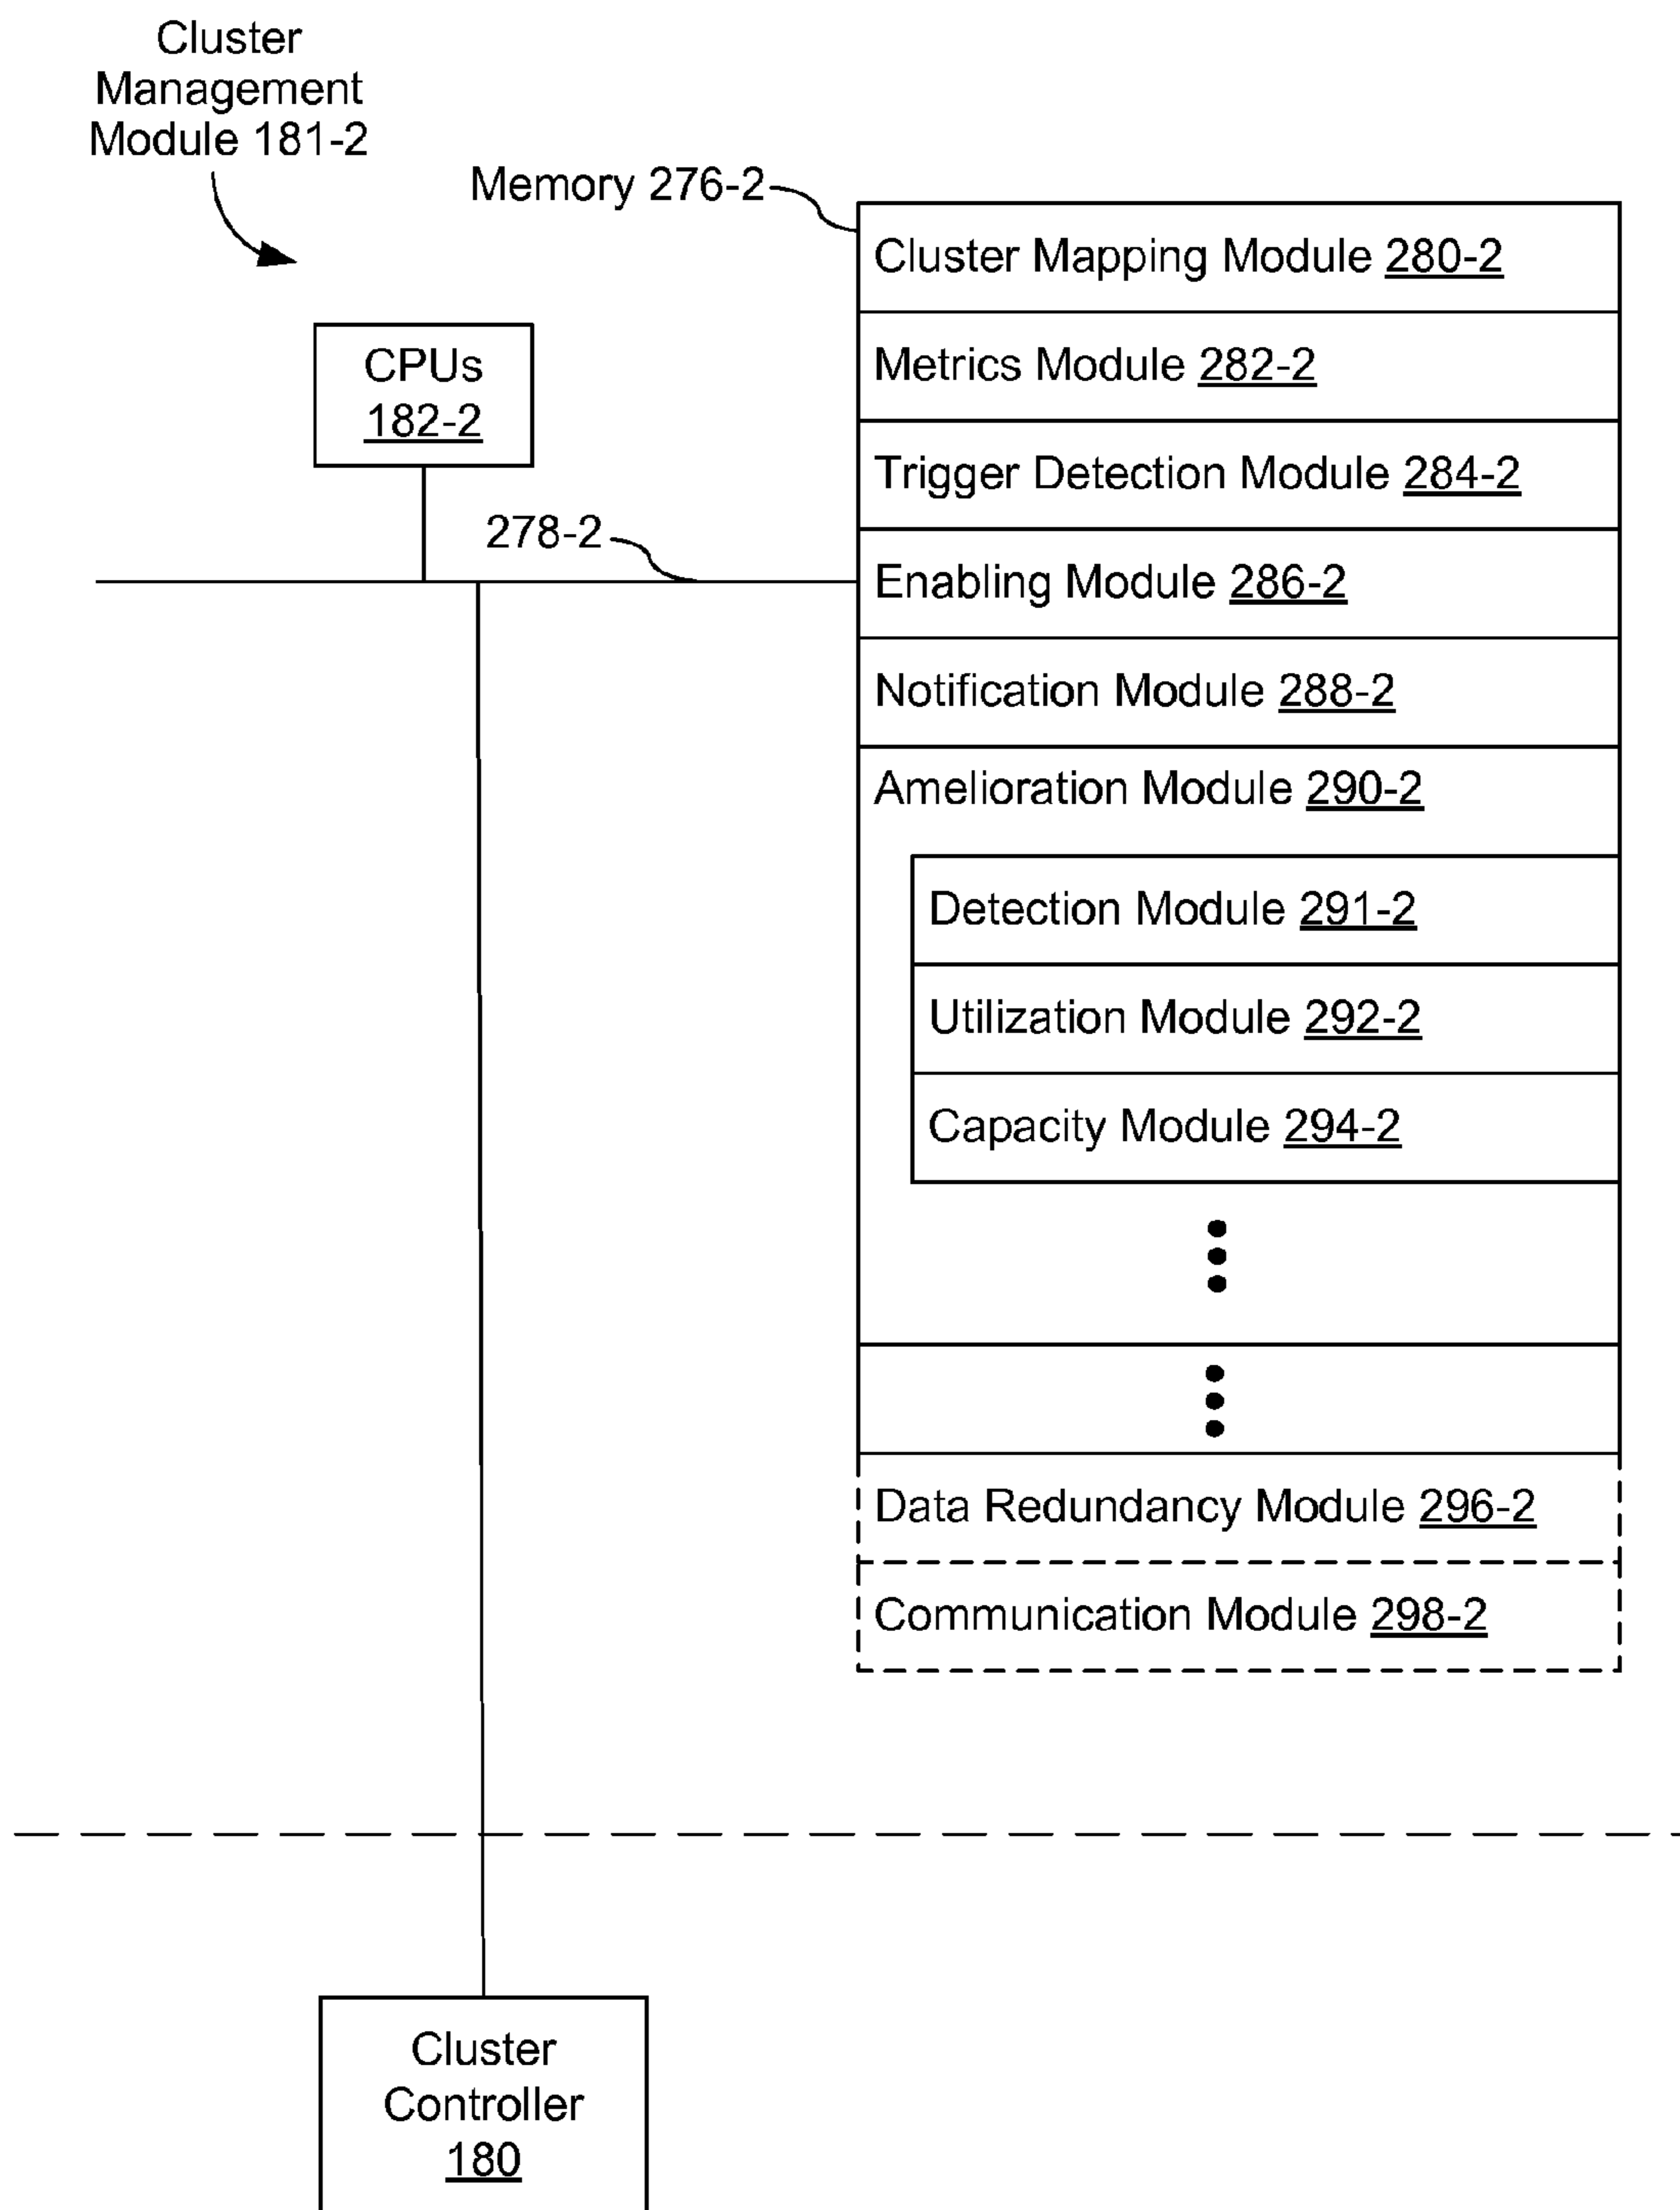 Cluster
Management
Module 181-2
Memory 276-2
Cluster Mapping Module 280-2
Metrics Module 282-2
CPUs
182-2
Trigger Detection Module 284-2
278-2
Enabling Module 286-2
Notification Module 288-2
Amelioration Module 290-2
Detection Module 291-2
Utilization Module 292-2
Capacity Module 294-2
Data Redundancy Module 296-2
Communication Module 298-2
Cluster
Controller
180